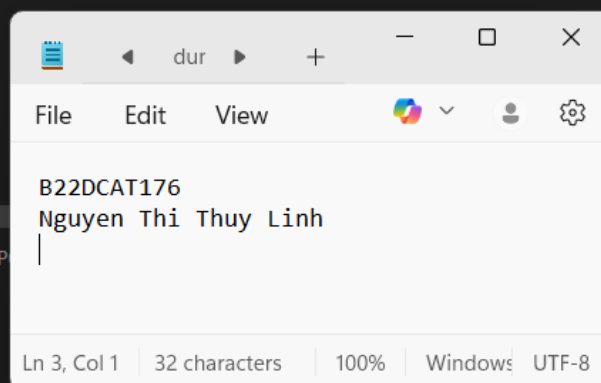 dur
File Edit View
B22DCAT176
Nguyen Thi Thuy Linh
Ln 3, Col 1 32 characters 100% Windows UTF-8